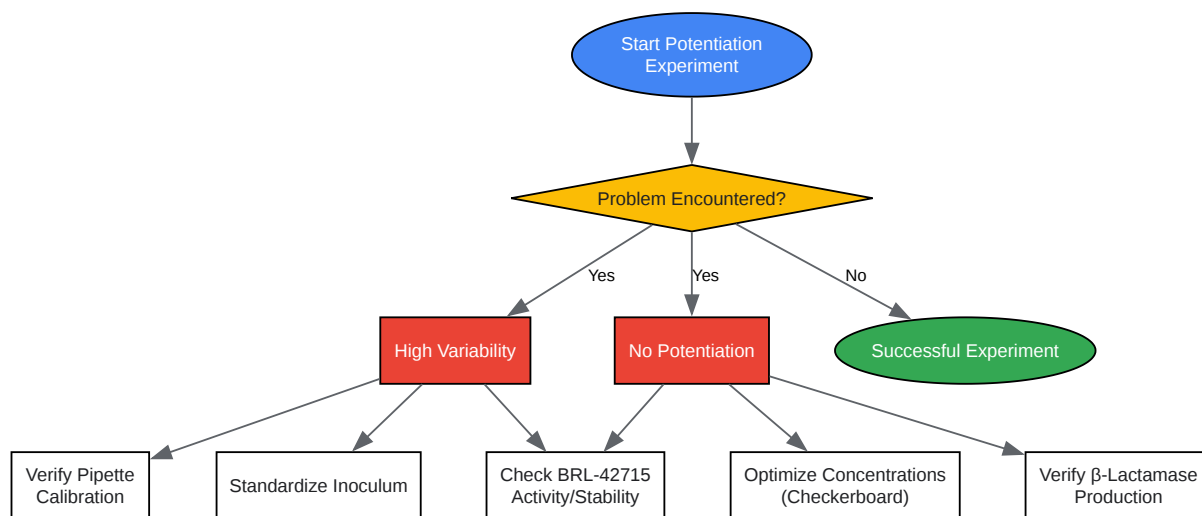 Start Potentiation
Experiment
Problem Encountered?
Yes
Yes
No
High Variability
No Potentiation
Successful Experiment
Verify Pipette
Calibration
Standardize Inoculum
Check BRL-42715
Activity/Stability
Optimize Concentrations
(Checkerboard)
Verify β-Lactamase
Production